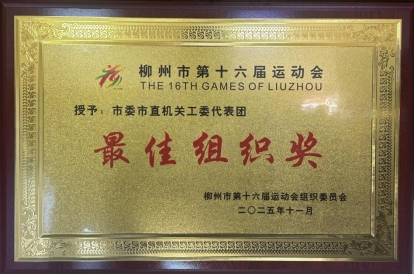 柳州市第十六届运动会
THE 16TH GAMES OF LIUZHOU
授予：市委市直机关工委代表团
最佳组织奖
柳州市第十六届运动会组织委员会
二〇二五年十一月